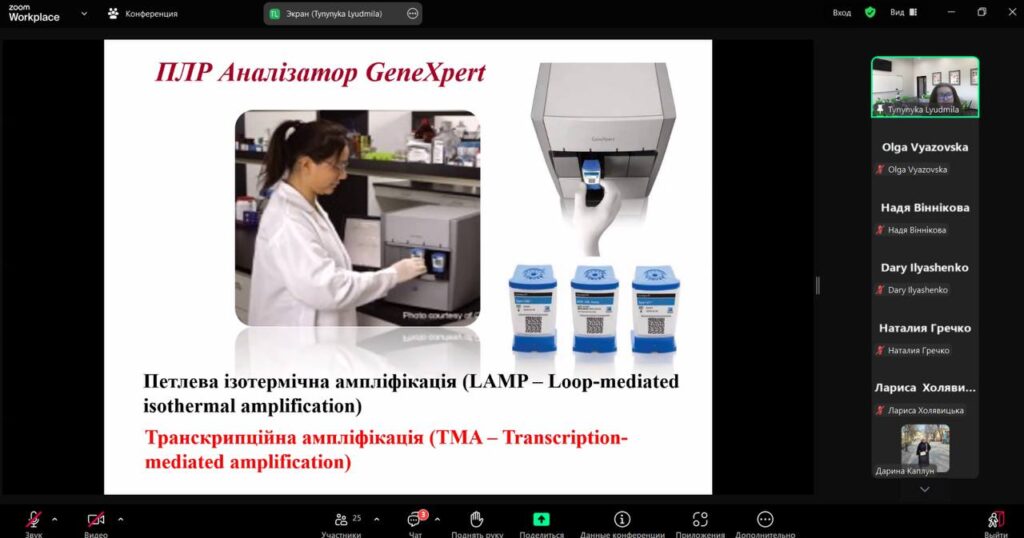 zoom
Workplace
Конференция
TL Экран (Tynynyka Lyudmila)
Вход
Вид
ПЛР Аналізатор GeneXpert
GeneXpert
Photo courtesy of
Петлева ізотермічна ампліфікація (LAMP – Loop-mediated
isothermal amplification)
Транскрипційна ампліфікація (TMA – Transcription-
mediated amplification)
Tynynyka Lyudmila
Olga Vyazovska
Olga Vyazovska
Надя Віннікова
Надя Віннікова
Dary Ilyashenko
Dary Ilyashenko
Наталия Гречко
Наталия Гречко
Лариса Холяви...
Лариса Холявицька
Дарина Каплун
Звук
Видео
25
Участники
3
Чат
Поднять руку
Поделиться
Данные конференции
Приложения
Дополнительно
Выйти